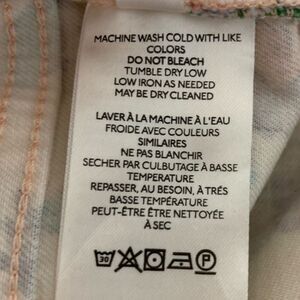 MACHINE WASH COLD WITH LIKE
COLORS
DO NOT BLEACH
TUMBLE DRY LOW
LOW IRON AS NEEDED
MAY BE DRY CLEANED
LAVER À LA MACHINE À L'EAU
FROIDE AVEC COULEURS
SIMILAIRES
NE PAS BLANCHIR
SECHER PAR CULBUTAGE À BASSE
TEMPERATURE
REPASSER, AU BESOIN, À TRÉS
BASSE TEMPÉRATURE
PEUT-ÊTRE ÊTRE NETTOYÉE
À SEC
30 P